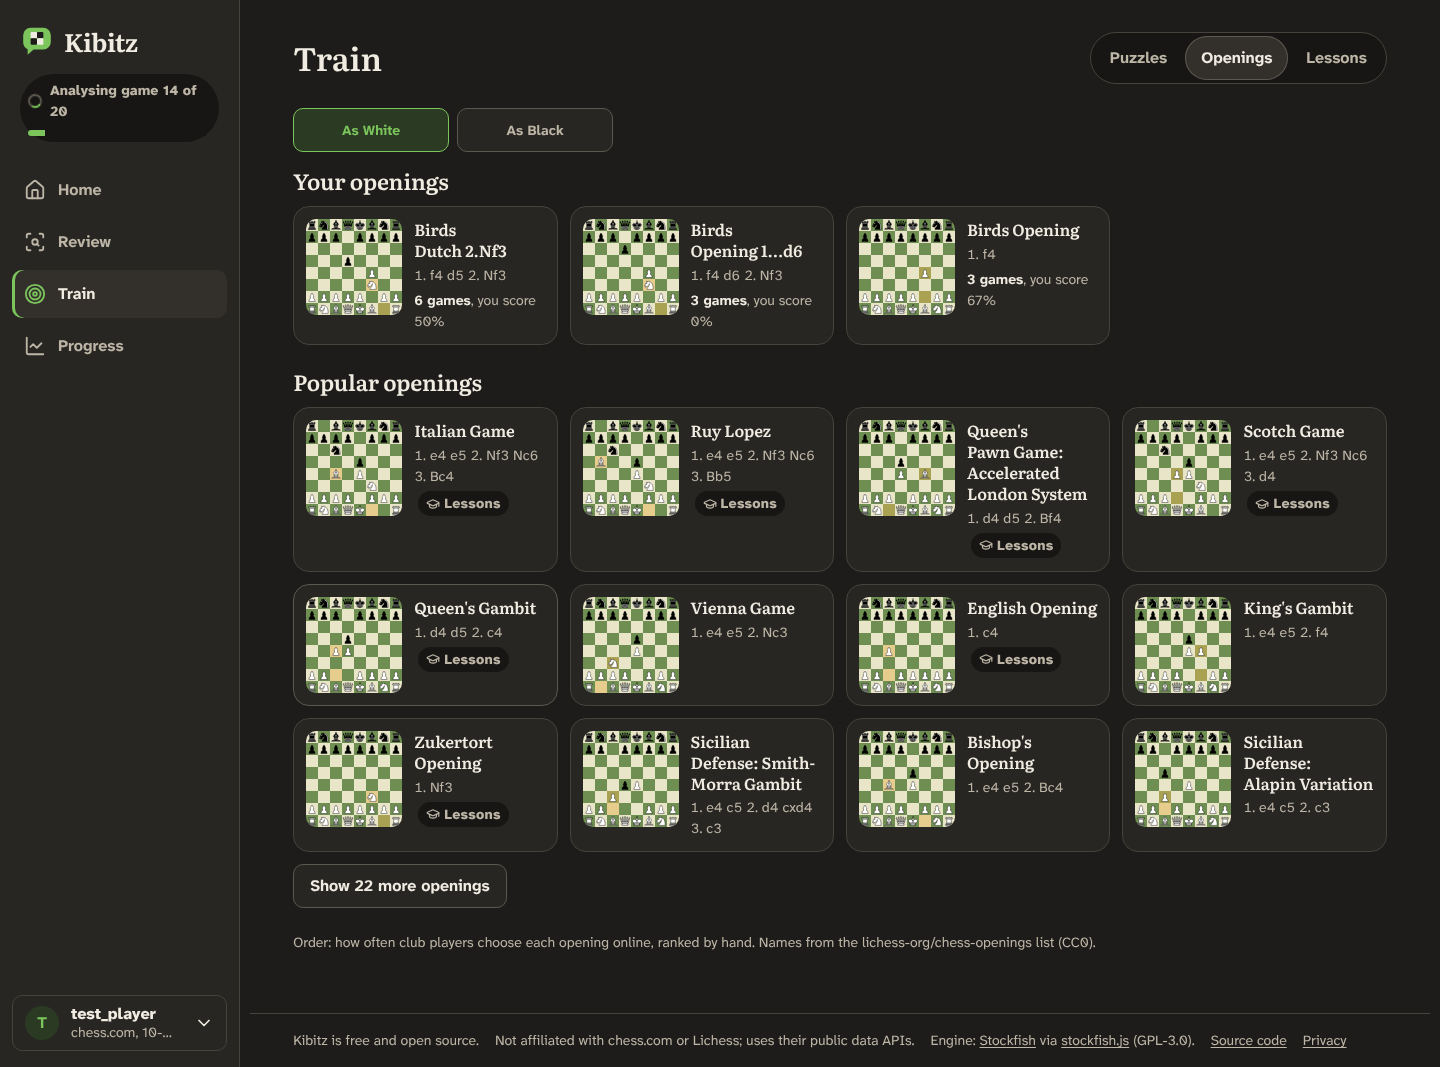 Kibitz
Analysing game 14 of
20
Home
Review
Train
Progress
test_player
chess.com, 10-...
T
Train
Puzzles
Openings
Lessons
As White
As Black
Your openings
Birds
Dutch 2.Nf3
1. f4 d5 2. Nf3
6 games, you score
50%
Birds
Opening 1...d6
1. f4 d6 2. Nf3
3 games, you score
0%
Birds Opening
1. f4
3 games, you score
67%
Popular openings
Italian Game
1. e4 e5 2. Nf3 Nc6
3. Bc4
Lessons
Ruy Lopez
1. e4 e5 2. Nf3 Nc6
3. Bb5
Lessons
Queen's
Pawn Game:
Accelerated
London System
1. d4 d5 2. Bf4
Lessons
Scotch Game
1. e4 e5 2. Nf3 Nc6
3. d4
Lessons
Queen's Gambit
1. d4 d5 2. c4
Lessons
Vienna Game
1. e4 e5 2. Nc3
English Opening
1. c4
Lessons
King's Gambit
1. e4 e5 2. f4
Zukertort
Opening
1. Nf3
Lessons
Sicilian
Defense: Smith-
Morra Gambit
1. e4 c5 2. d4 cxd4
3. c3
Bishop's
Opening
1. e4 e5 2. Bc4
Sicilian
Defense:
Alapin Variation
1. e4 c5 2. c3
Show 22 more openings
Order: how often club players choose each opening online, ranked by hand. Names from the lichess-org/chess-openings list (CC0).
Kibitz is free and open source. Not affiliated with chess.com or Lichess; uses their public data APIs. Engine: Stockfish via stockfish.js (GPL-3.0). Source code Privacy